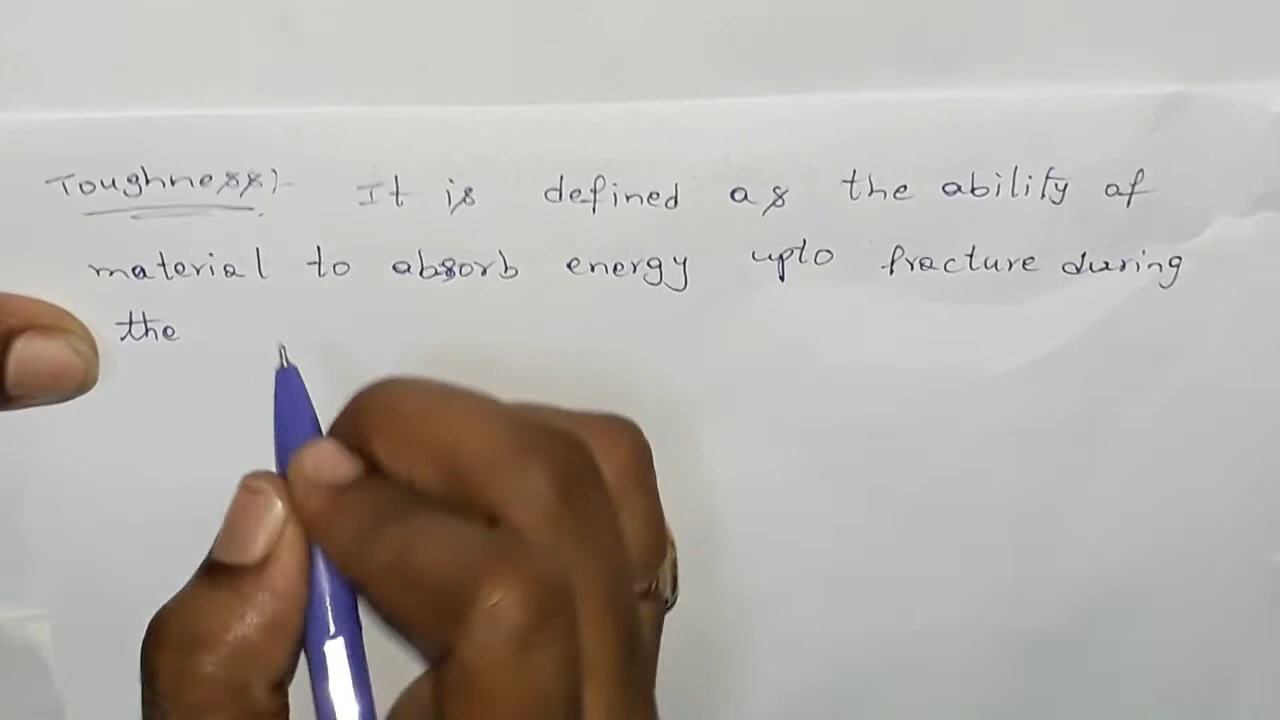 Toughness:- It is defined as the ability of
material to absorb energy upto fracture during
the